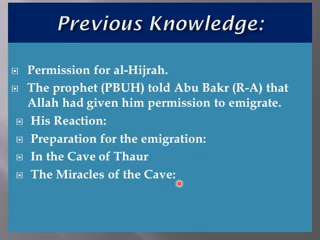 Previous Knowledge:
Permission for al-Hijrah.
The prophet (PBUH) told Abu Bakr (R-A) that
Allah had given him permission to emigrate.
His Reaction:
Preparation for the emigration:
In the Cave of Thaur
The Miracles of the Cave: